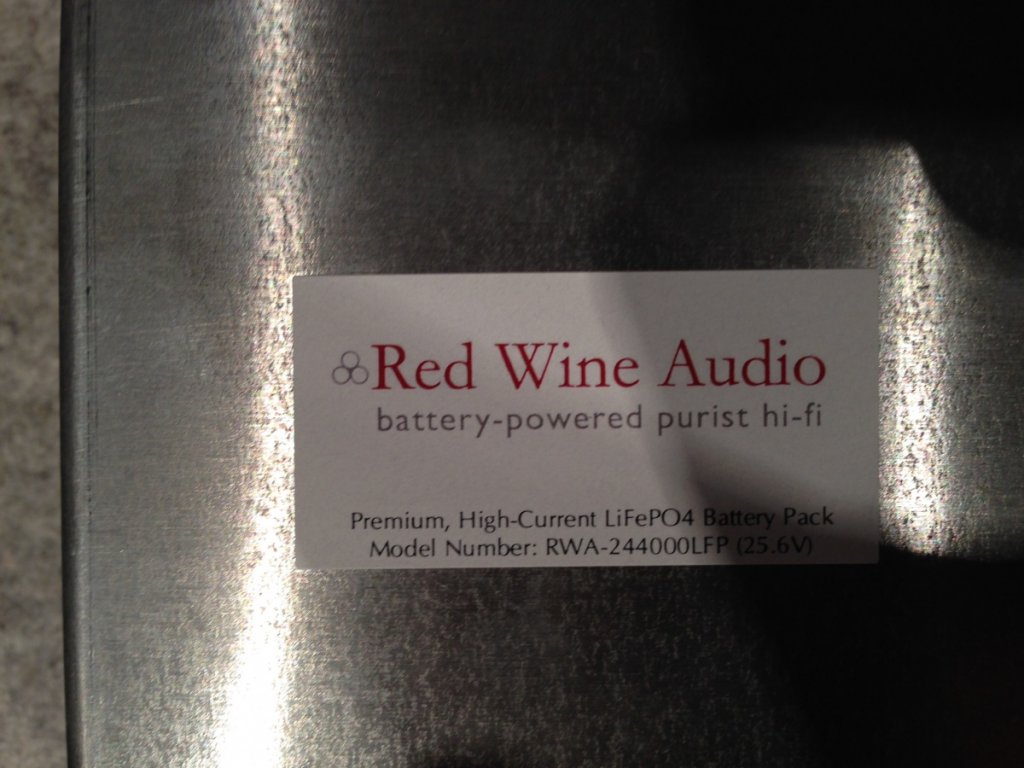 Red Wine Audio
battery-powered purist hi-fi
Premium, High-Current LiFePO4 Battery Pack
Model Number: RWA-244000LFP (25.6V)